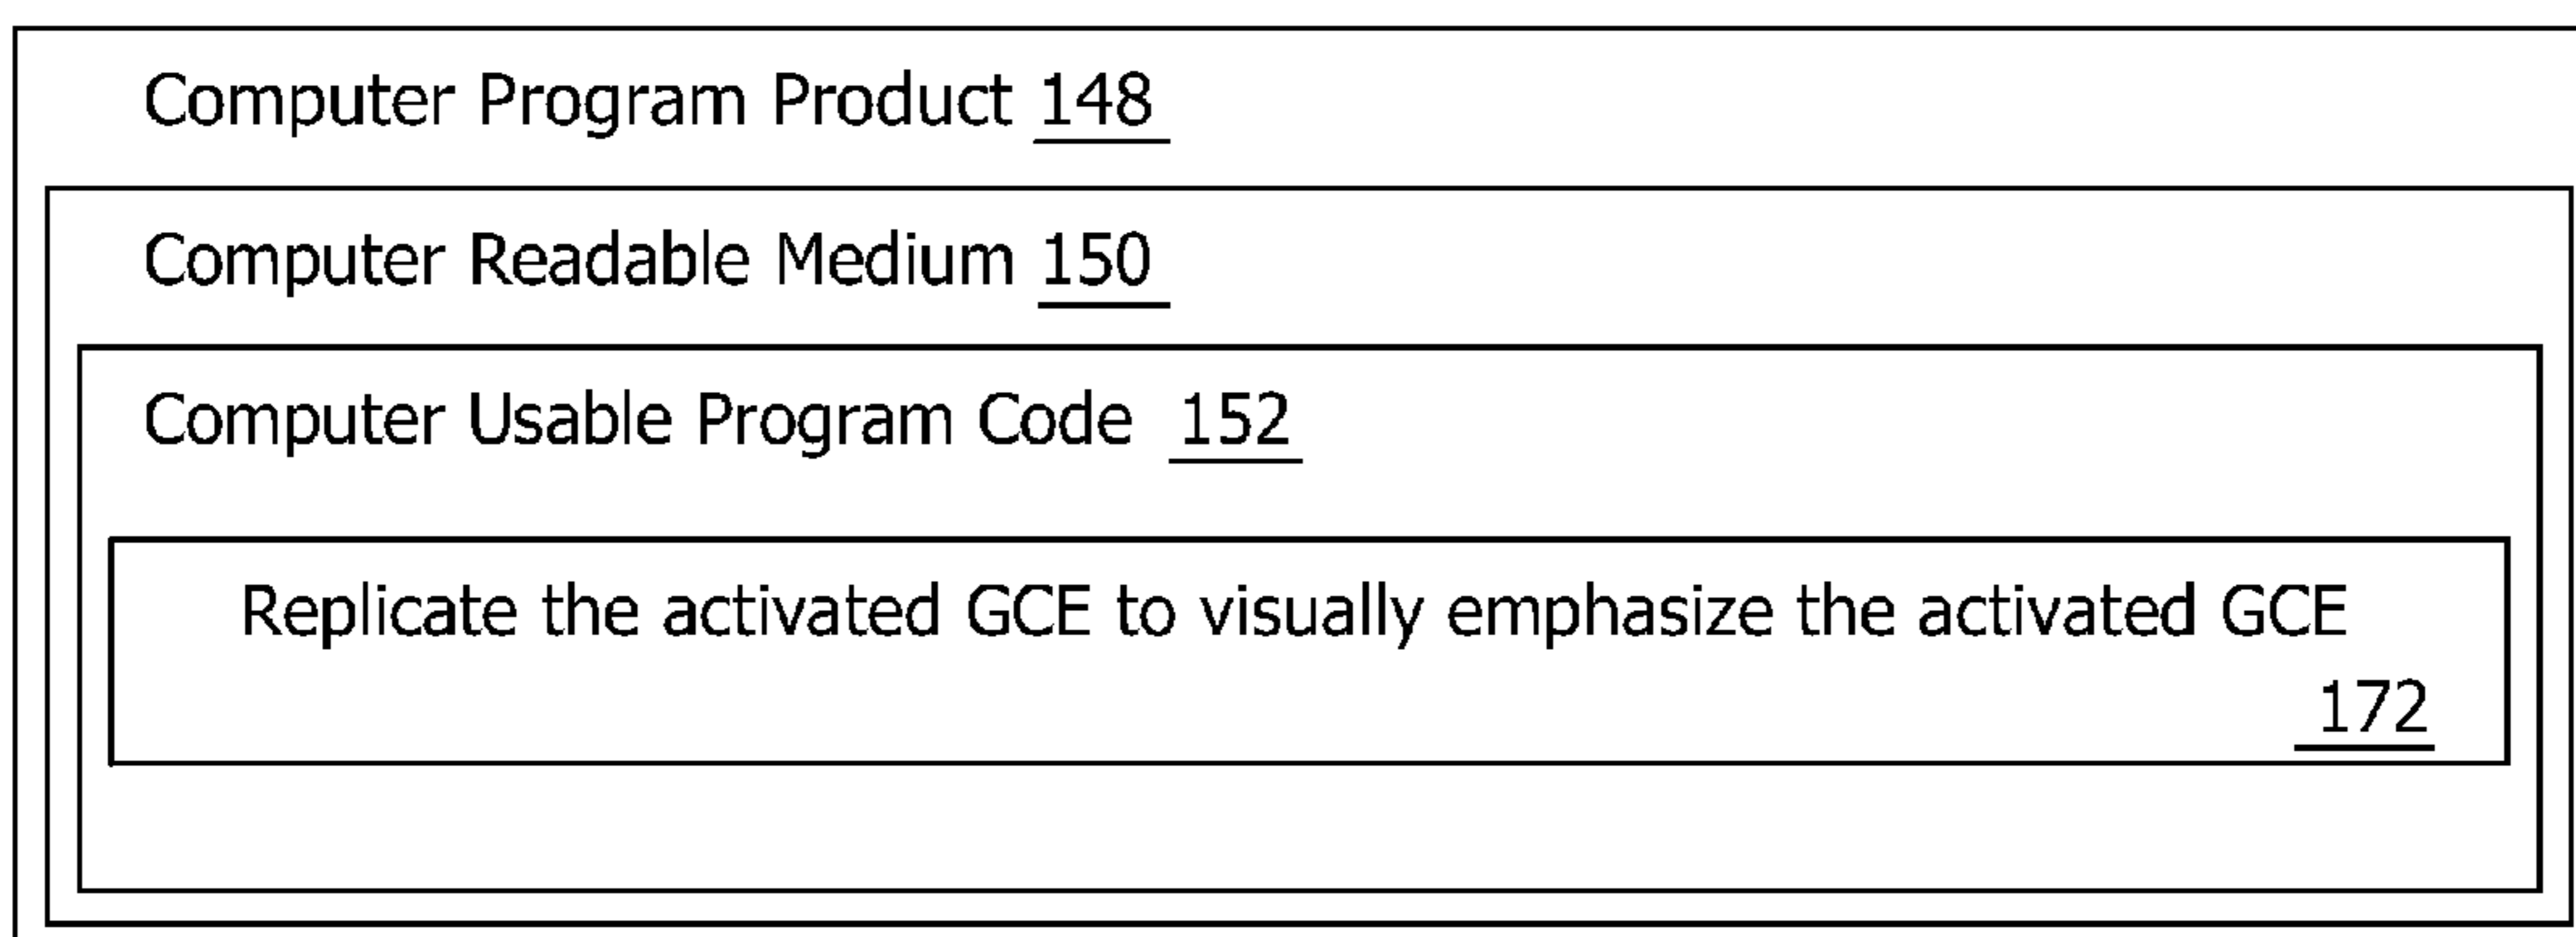 Computer Program Product 148
Computer Readable Medium 150
Computer Usable Program Code 152
Replicate the activated GCE to visually emphasize the activated GCE
172